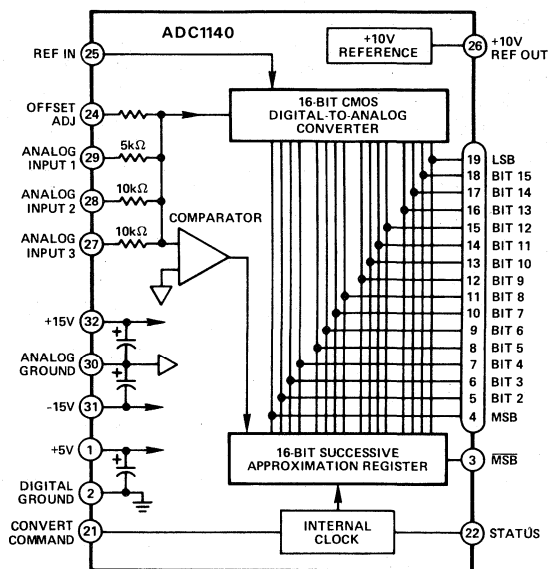 ADC1140
REF IN
25
+10V
REFERENCE
26
+10V
REF OUT
OFFSET
ADJ
24
16-BIT CMOS
DIGITAL-TO-ANALOG
CONVERTER
ANALOG
INPUT 1
29
5kΩ
ANALOG
INPUT 2
28
10kΩ
ANALOG
INPUT 3
27
10kΩ
COMPARATOR
19 LSB
18 BIT 15
17 BIT 14
16 BIT 13
15 BIT 12
14 BIT 11
13 BIT 10
12 BIT 9
11 BIT 8
10 BIT 7
9 BIT 6
8 BIT 5
7 BIT 4
6 BIT 3
5 BIT 2
4 MSB
+15V
32
+
ANALOG
GROUND
30
+
-15V
31
+5V
1
+
DIGITAL
GROUND
2
16-BIT SUCCESSIVE
APPROXIMATION REGISTER
3 M̅S̅B̅
CONVERT
COMMAND
21
INTERNAL
CLOCK
22 STATUS